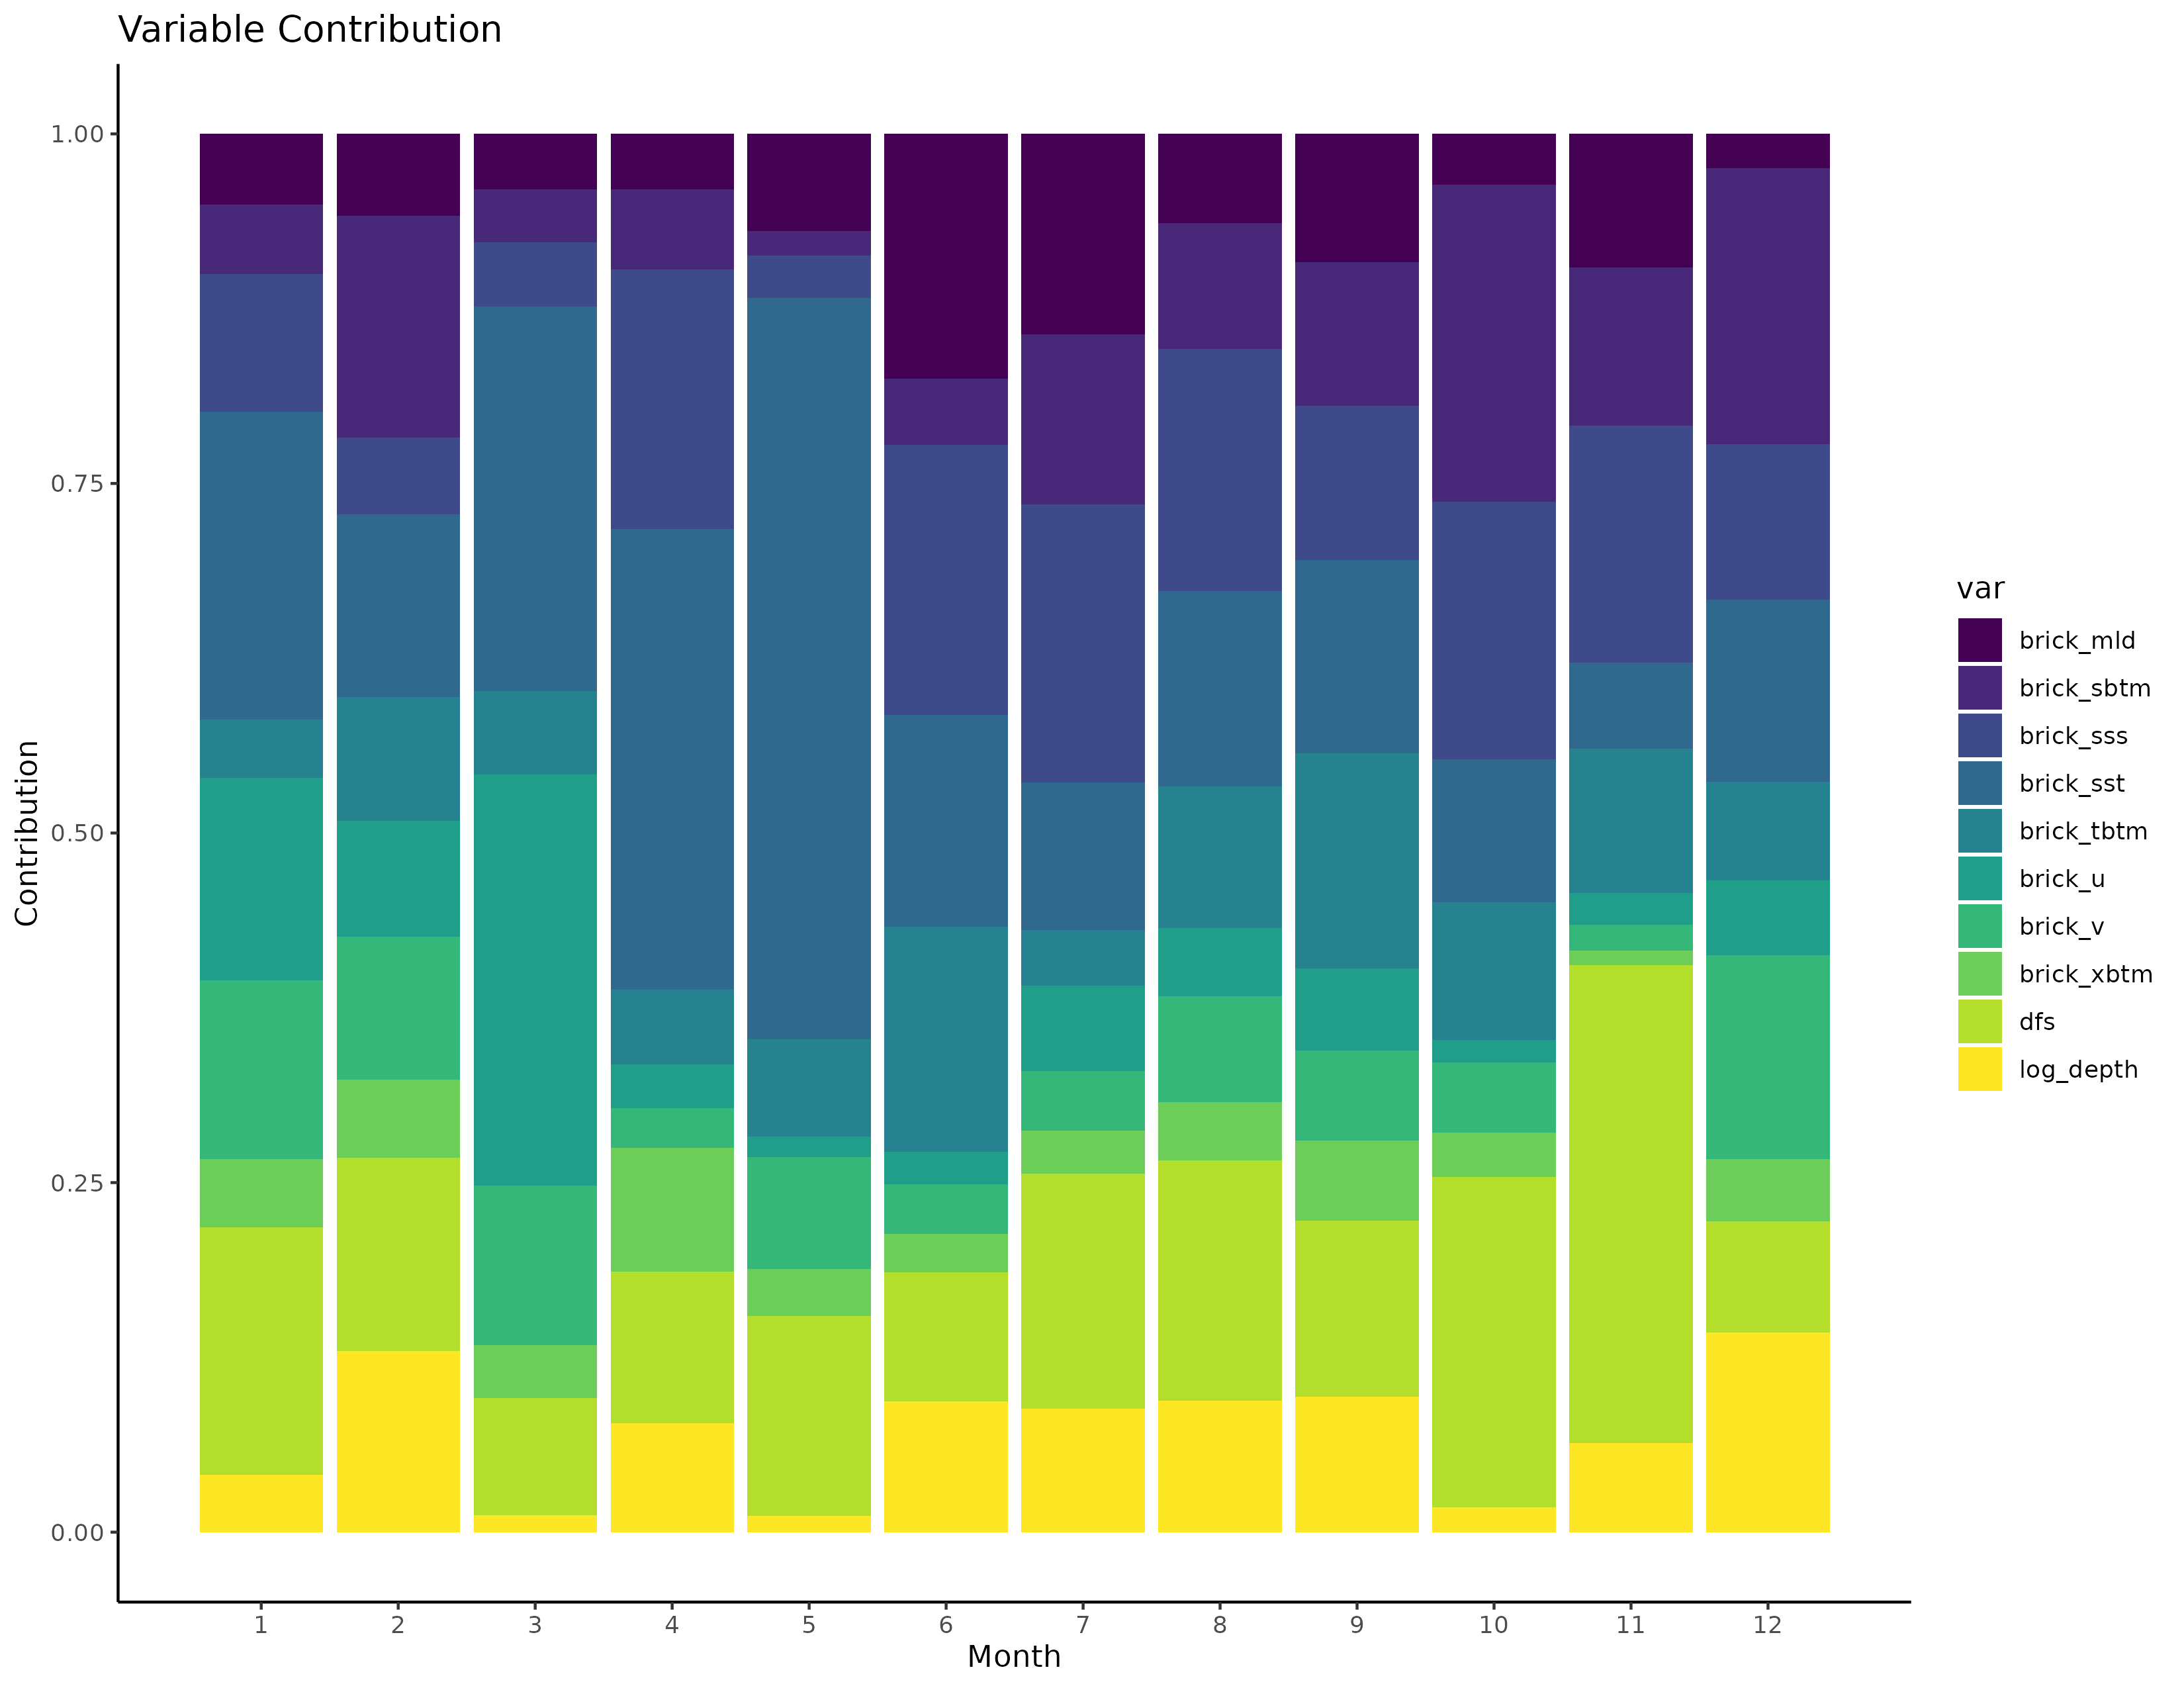 Variable Contribution
1.00
0.75
0.50
0.25
0.00
Contribution
1 2 3 4 5 6 7 8 9 10 11 12
Month
var
brick_mld
brick_sbtm
brick_sss
brick_sst
brick_tbtm
brick_u
brick_v
brick_xbtm
dfs
log_depth